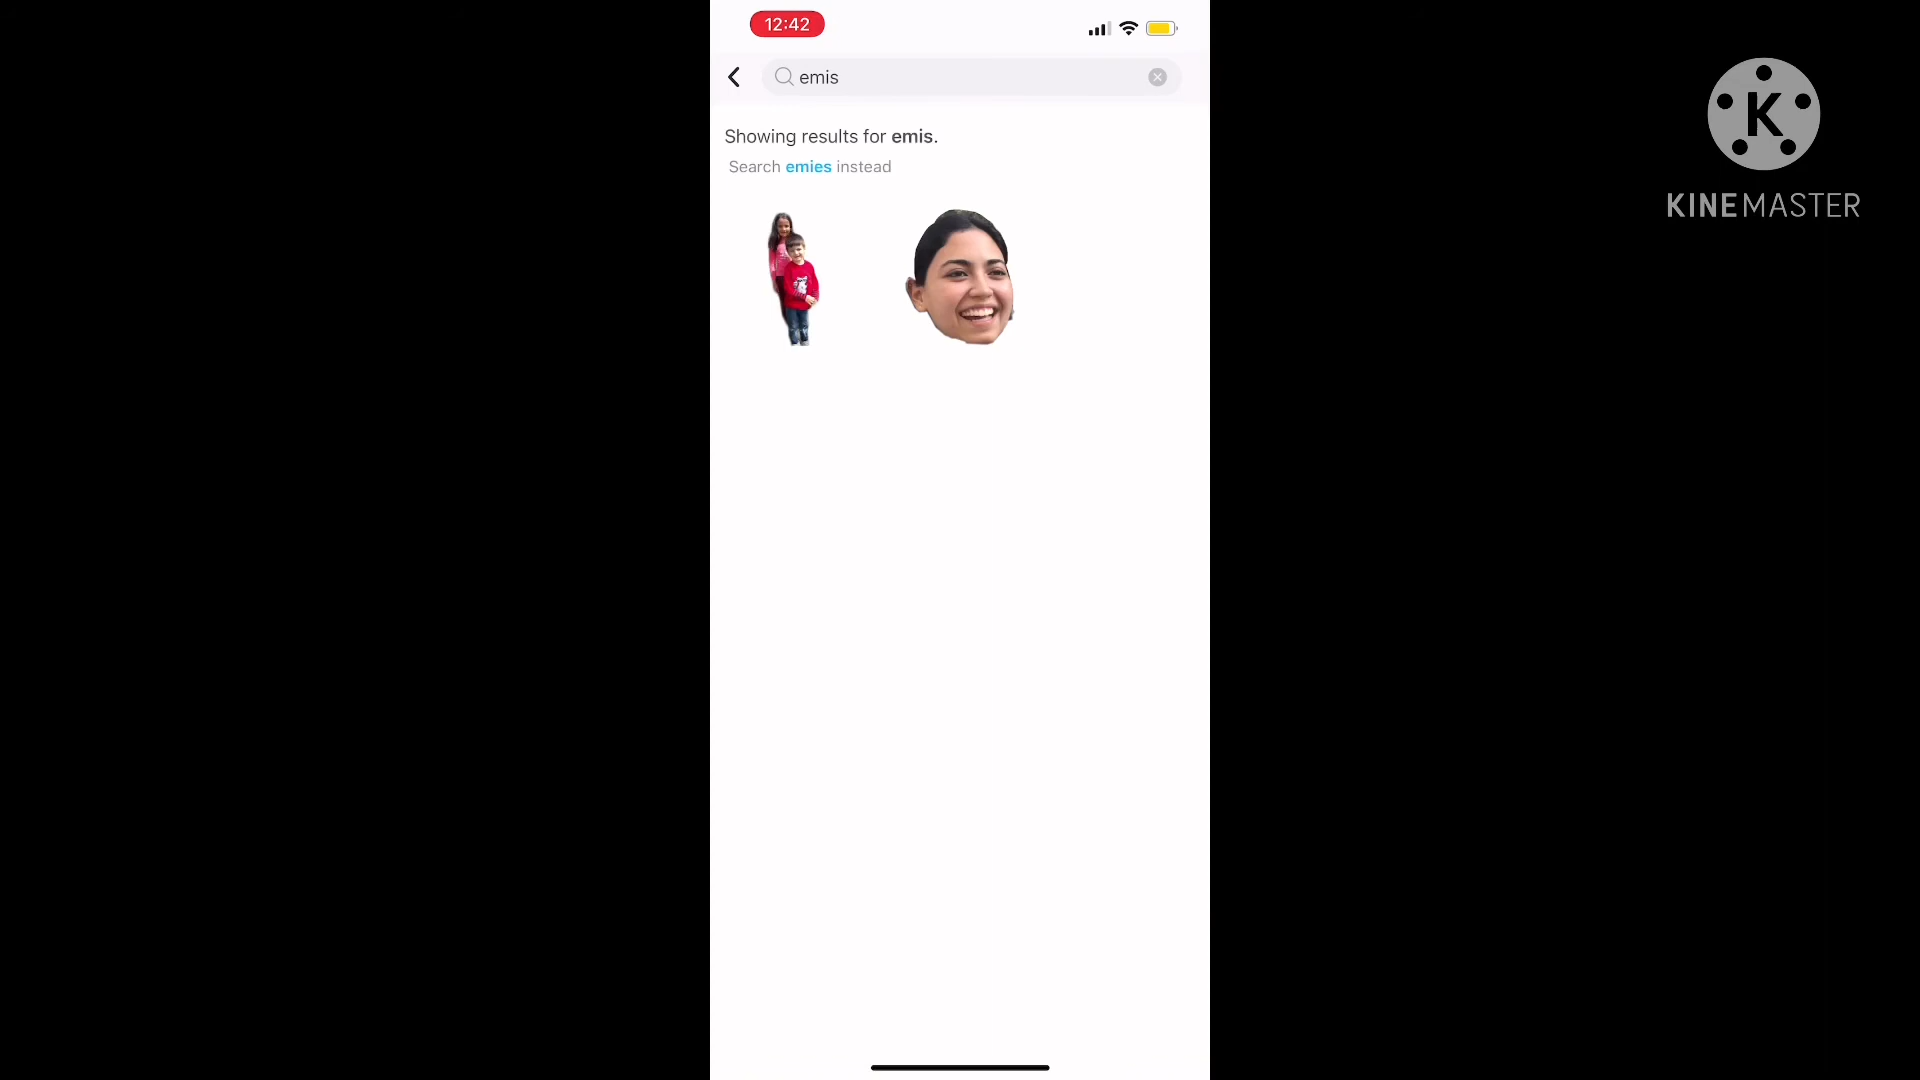 12:42
emis
Showing results for emis.
Search emies instead
K
KINEMASTER